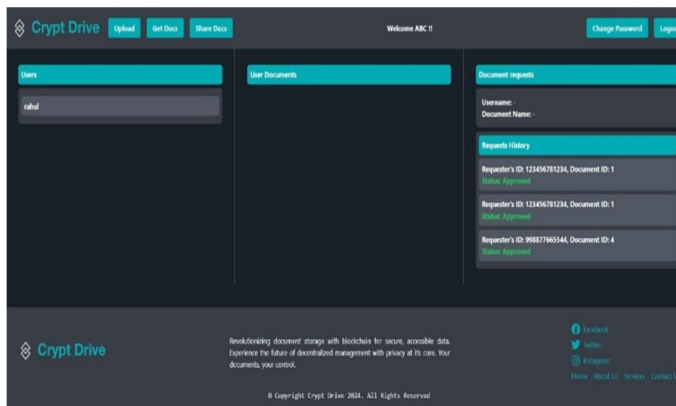 Crypt Drive Upload Get Docs Share Docs Welcome ABC !! Change Password Logou
Users
rahul
User Documents
Document requests
Username: -
Document Name: -
Requests History
Requester's ID: 123456781234, Document ID: 1
Status: Approved
Requester's ID: 123456781234, Document ID: 1
Status: Approved
Requester's ID: 998877665544, Document ID: 4
Status: Approved
Crypt Drive
Revolutionizing document storage with blockchain for secure, accessible data.
Experience the future of decentralized management with privacy at its core. Your
documents, your control.
Facebook
Twitter
Instagram
Home About Us Services Contact
© Copyright Crypt Drive 2024. All Rights Reserved